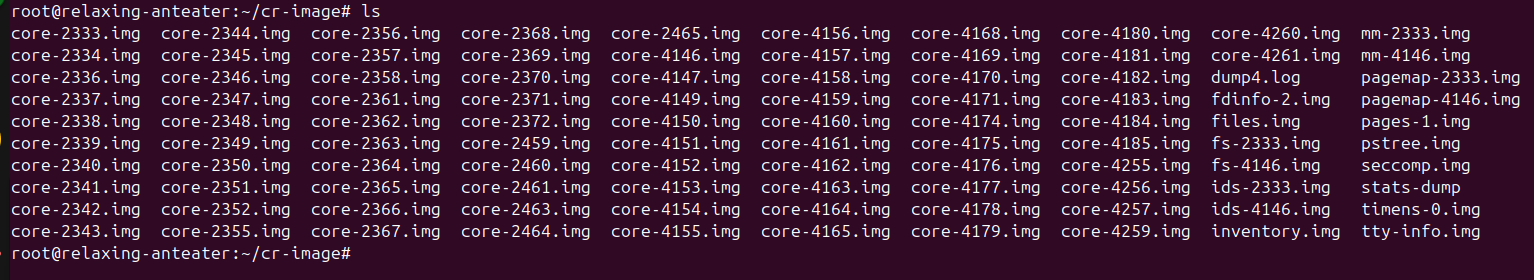 root@relaxing-anteater:~/cr-image# ls
core-2333.img  core-2344.img  core-2356.img  core-2368.img  core-2465.img  core-4156.img  core-4168.img  core-4180.img  core-4260.img  mm-2333.img
core-2334.img  core-2345.img  core-2357.img  core-2369.img  core-4146.img  core-4157.img  core-4169.img  core-4181.img  core-4261.img  mm-4146.img
core-2336.img  core-2346.img  core-2358.img  core-2370.img  core-4147.img  core-4158.img  core-4170.img  core-4182.img  dump4.log      pagemap-2333.img
core-2337.img  core-2347.img  core-2361.img  core-2371.img  core-4149.img  core-4159.img  core-4171.img  core-4183.img  fdinfo-2.img   pagemap-4146.img
core-2338.img  core-2348.img  core-2362.img  core-2372.img  core-4150.img  core-4160.img  core-4174.img  core-4184.img  files.img      pages-1.img
core-2339.img  core-2349.img  core-2363.img  core-2459.img  core-4151.img  core-4161.img  core-4175.img  core-4185.img  fs-2333.img    pstree.img
core-2340.img  core-2350.img  core-2364.img  core-2460.img  core-4152.img  core-4162.img  core-4176.img  core-4255.img  fs-4146.img    seccomp.img
core-2341.img  core-2351.img  core-2365.img  core-2461.img  core-4153.img  core-4163.img  core-4177.img  core-4256.img  ids-2333.img   stats-dump
core-2342.img  core-2352.img  core-2366.img  core-2463.img  core-4154.img  core-4164.img  core-4178.img  core-4257.img  ids-4146.img   timens-0.img
core-2343.img  core-2355.img  core-2367.img  core-2464.img  core-4155.img  core-4165.img  core-4179.img  core-4259.img  inventory.img  tty-info.img
root@relaxing-anteater:~/cr-image#